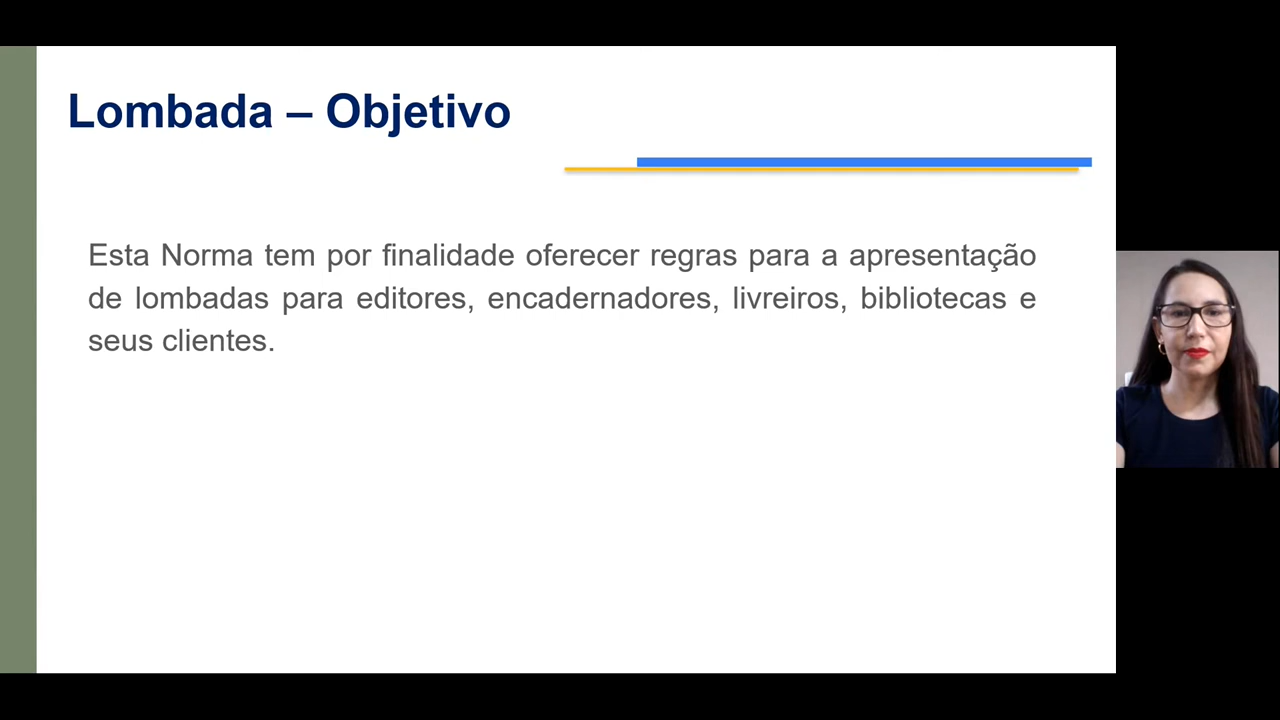 Lombada – Objetivo
Esta Norma tem por finalidade oferecer regras para a apresentação
de lombadas para editores, encadernadores, livreiros, bibliotecas e
seus clientes.